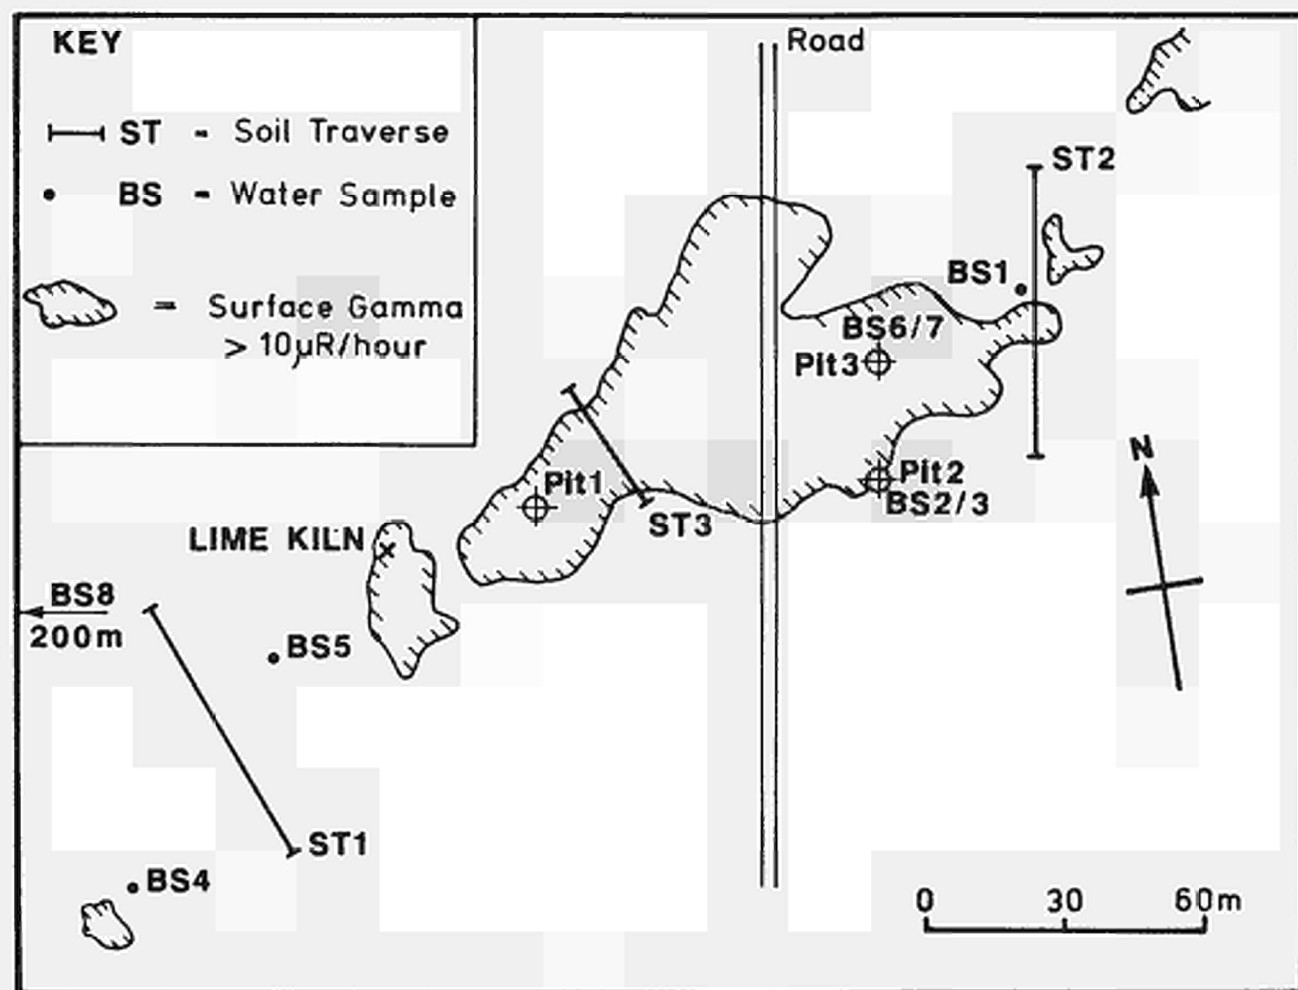 KEY
Road
ST - Soil Traverse
BS - Water Sample
= Surface Gamma
> 10µR/hour
ST2
BS1
BS6/7
Pit3
Pit1
Pit2
BS2/3
ST3
N
LIME KILN
BS8
200m
BS5
ST1
BS4
0 30 60m